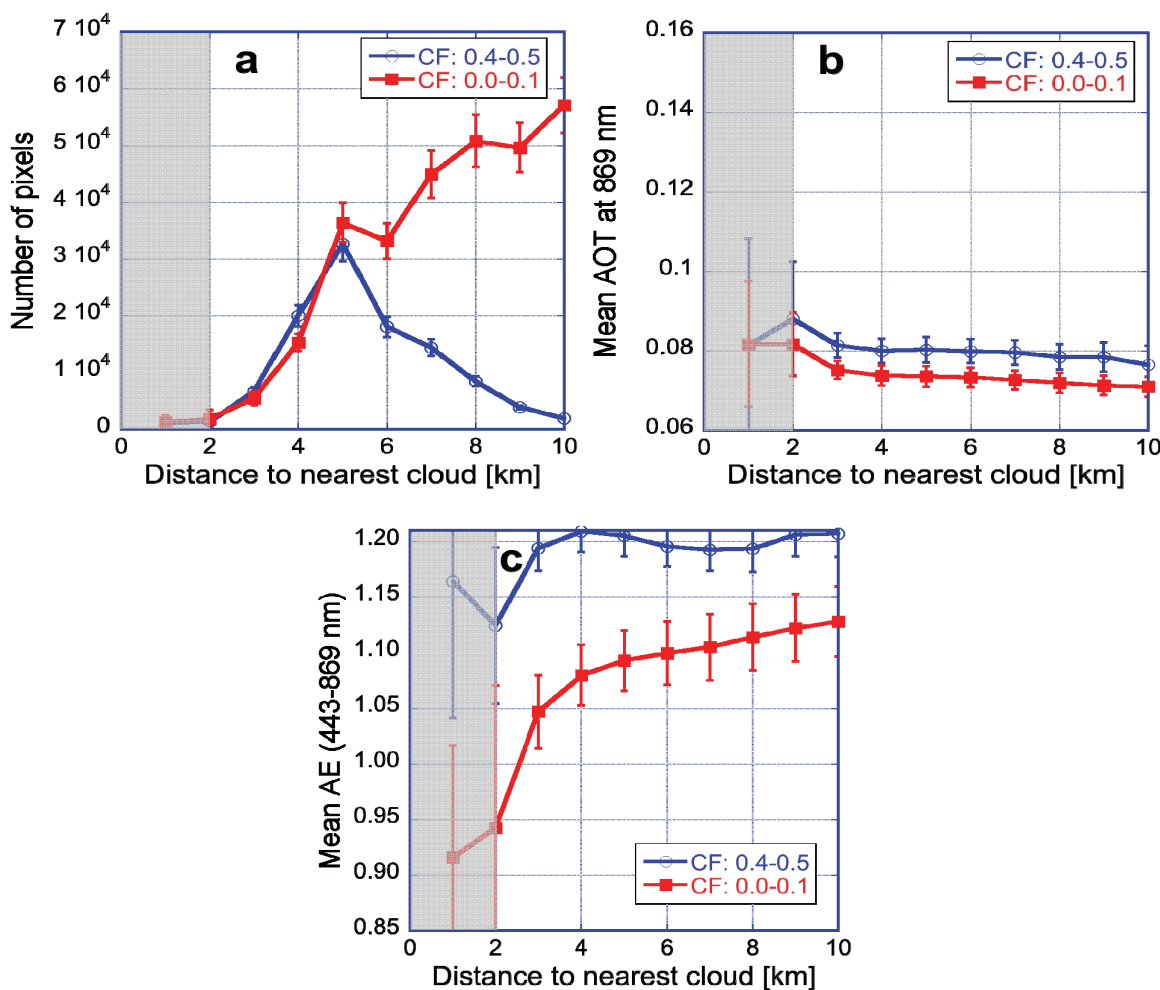 a
CF: 0.4-0.5
CF: 0.0-0.1
Number of pixels
7 10⁴
6 10⁴
5 10⁴
4 10⁴
3 10⁴
2 10⁴
1 10⁴
0
0 2 4 6 8 10
Distance to nearest cloud [km]
b
CF: 0.4-0.5
CF: 0.0-0.1
Mean AOT at 869 nm
0.16
0.14
0.12
0.1
0.08
0.06
0 2 4 6 8 10
Distance to nearest cloud [km]
c
Mean AE (443-869 nm)
1.20
1.15
1.10
1.05
1.00
0.95
0.90
0.85
CF: 0.4-0.5
CF: 0.0-0.1
0 2 4 6 8 10
Distance to nearest cloud [km]